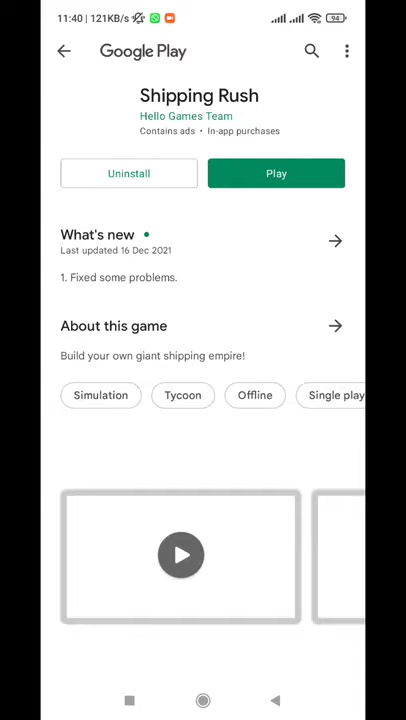 11:40 | 121KB/s
94
Google Play
Shipping Rush
Hello Games Team
Contains ads • In-app purchases
Uninstall
Play
What's new •
Last updated 16 Dec 2021
1. Fixed some problems.
About this game
Build your own giant shipping empire!
Simulation
Tycoon
Offline
Single play